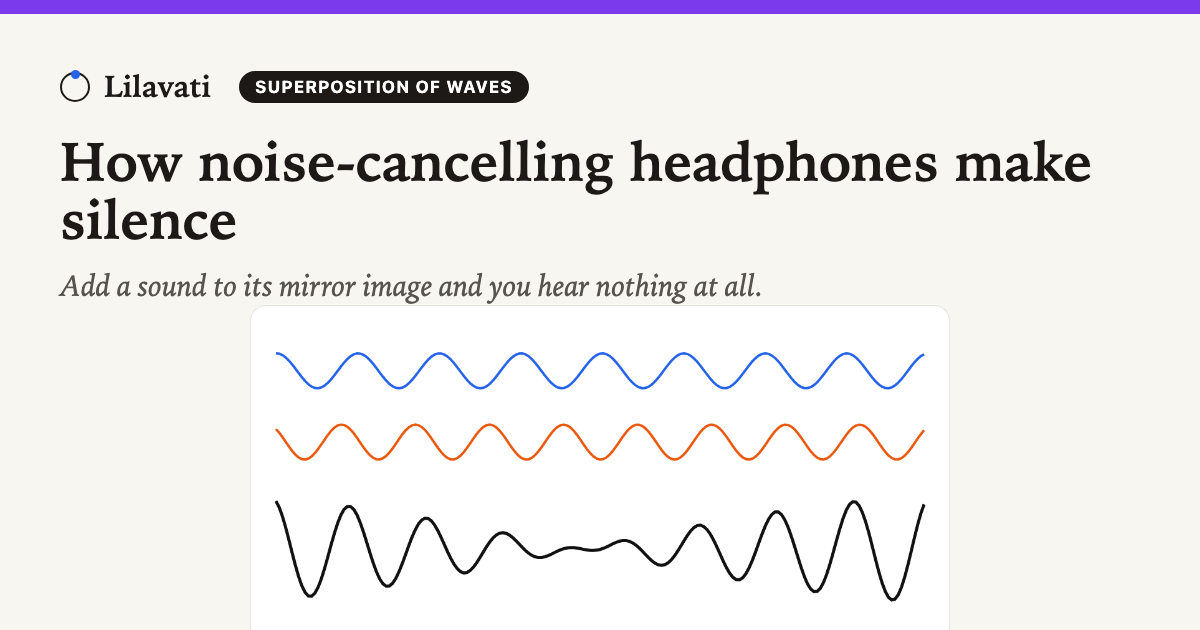 Lilavati
SUPERPOSITION OF WAVES
How noise-cancelling headphones make
silence
Add a sound to its mirror image and you hear nothing at all.